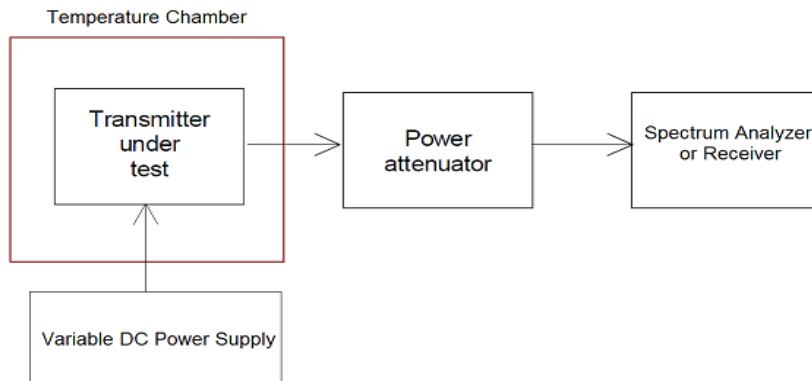 Temperature Chamber
Transmitter
under
test
Power
attenuator
Spectrum Analyzer
or Receiver
Variable DC Power Supply